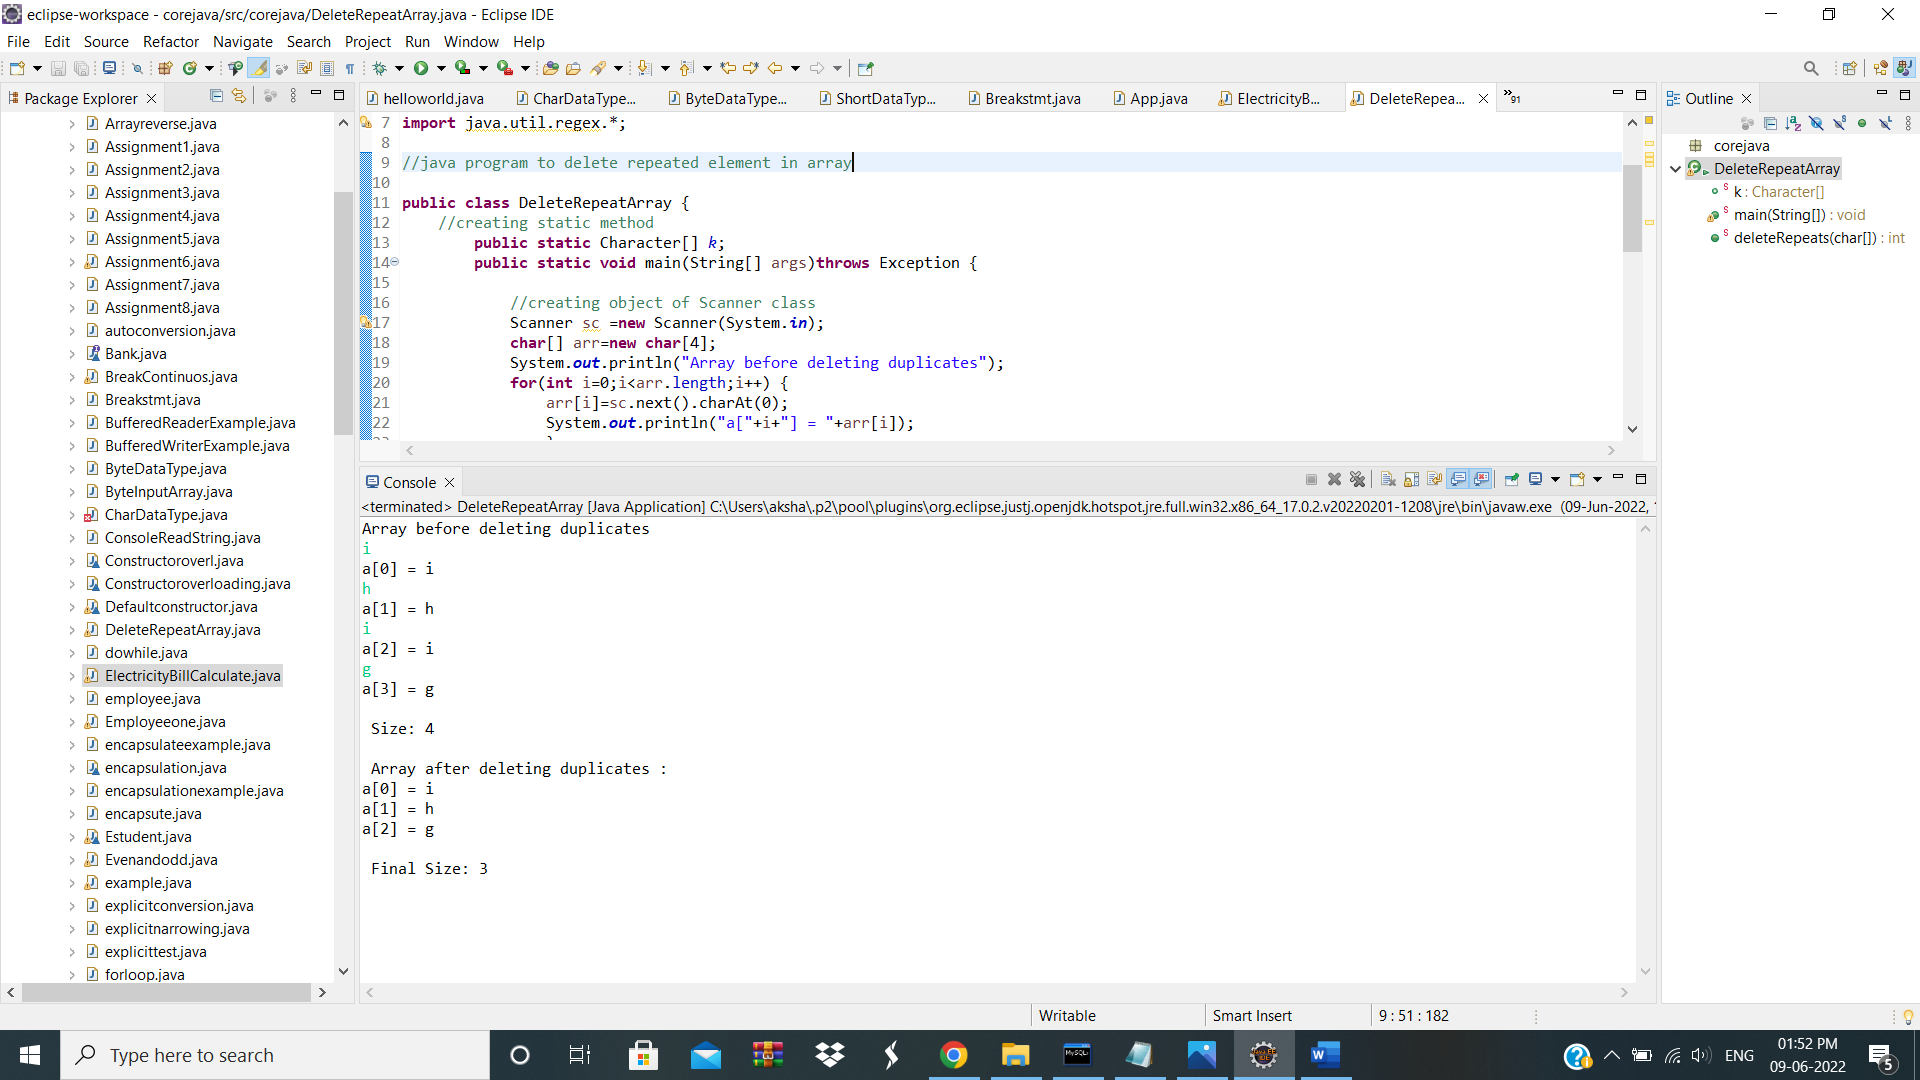 eclipse-workspace - corejava/src/corejava/DeleteRepeatArray.java - Eclipse IDE
File Edit Source Refactor Navigate Search Project Run Window Help
Package Explorer
Arrayreverse.java
Assignment1.java
Assignment2.java
Assignment3.java
Assignment4.java
Assignment5.java
Assignment6.java
Assignment7.java
Assignment8.java
autoconversion.java
Bank.java
BreakContinuos.java
Breakstmt.java
BufferedReaderExample.java
BufferedWriterExample.java
ByteDataType.java
ByteInputArray.java
CharDataType.java
ConsoleReadString.java
Constructoroverl.java
Constructoroverloading.java
Defaultconstructor.java
DeleteRepeatArray.java
dowhile.java
ElectricityBillCalculate.java
employee.java
Employeeone.java
encapsulateexample.java
encapsulation.java
encapsulationexample.java
encapsute.java
Estudent.java
Evenandodd.java
example.java
explicitconversion.java
explicitnarrowing.java
explicittest.java
forloop.java
helloworld.java CharDataType... ByteDataType... ShortDataTyp... Breakstmt.java App.java ElectricityB... DeleteRepea... »91
7 import java.util.regex.*;
8
9 //java program to delete repeated element in array
10
11 public class DeleteRepeatArray {
12 //creating static method
13 public static Character[] k;
14 public static void main(String[] args)throws Exception {
15
16 //creating object of Scanner class
17 Scanner sc =new Scanner(System.in);
18 char[] arr=new char[4];
19 System.out.println("Array before deleting duplicates");
20 for(int i=0;i<arr.length;i++) {
21 arr[i]=sc.next().charAt(0);
22 System.out.println("a["+i+"] = "+arr[i]);
Console
<terminated> DeleteRepeatArray [Java Application] C:\Users\aksha\.p2\pool\plugins\org.eclipse.justj.openjdk.hotspot.jre.full.win32.x86_64_17.0.2.v20220201-1208\jre\bin\javaw.exe (09-Jun-2022,
Array before deleting duplicates
i
a[0] = i
h
a[1] = h
i
a[2] = i
g
a[3] = g
Size: 4
Array after deleting duplicates :
a[0] = i
a[1] = h
a[2] = g
Final Size: 3
Outline
corejava
DeleteRepeatArray
k : Character[]
main(String[]) : void
deleteRepeats(char[]) : int
Writable Smart Insert 9 : 51 : 182
Type here to search
MySQL
ENG
01:52 PM
09-06-2022
5